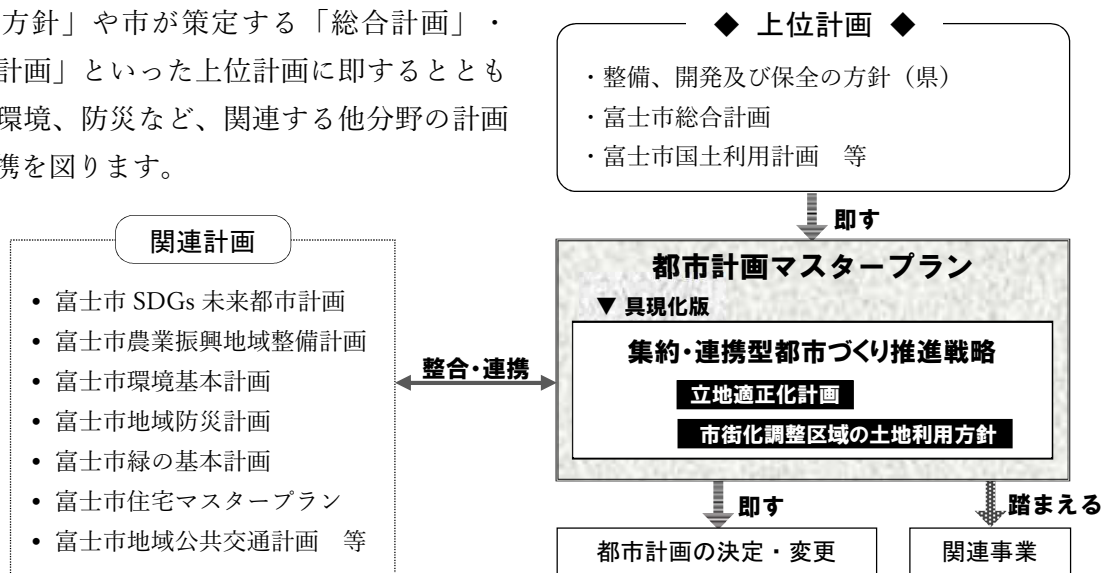 方針」や市が策定する「総合計画」・
計画」といった上位計画に即するととも
環境、防災など、関連する他分野の計画
携を図ります。
◆ 上位計画 ◆
・整備、開発及び保全の方針（県）
・富士市総合計画
・富士市国土利用計画　等
即す
関連計画
• 富士市 SDGs 未来都市計画
• 富士市農業振興地域整備計画
• 富士市環境基本計画
• 富士市地域防災計画
• 富士市緑の基本計画
• 富士市住宅マスタープラン
• 富士市地域公共交通計画　等
整合・連携
都市計画マスタープラン
▼ 具現化版
集約・連携型都市づくり推進戦略
立地適正化計画
市街化調整区域の土地利用方針
即す
踏まえる
都市計画の決定・変更
関連事業